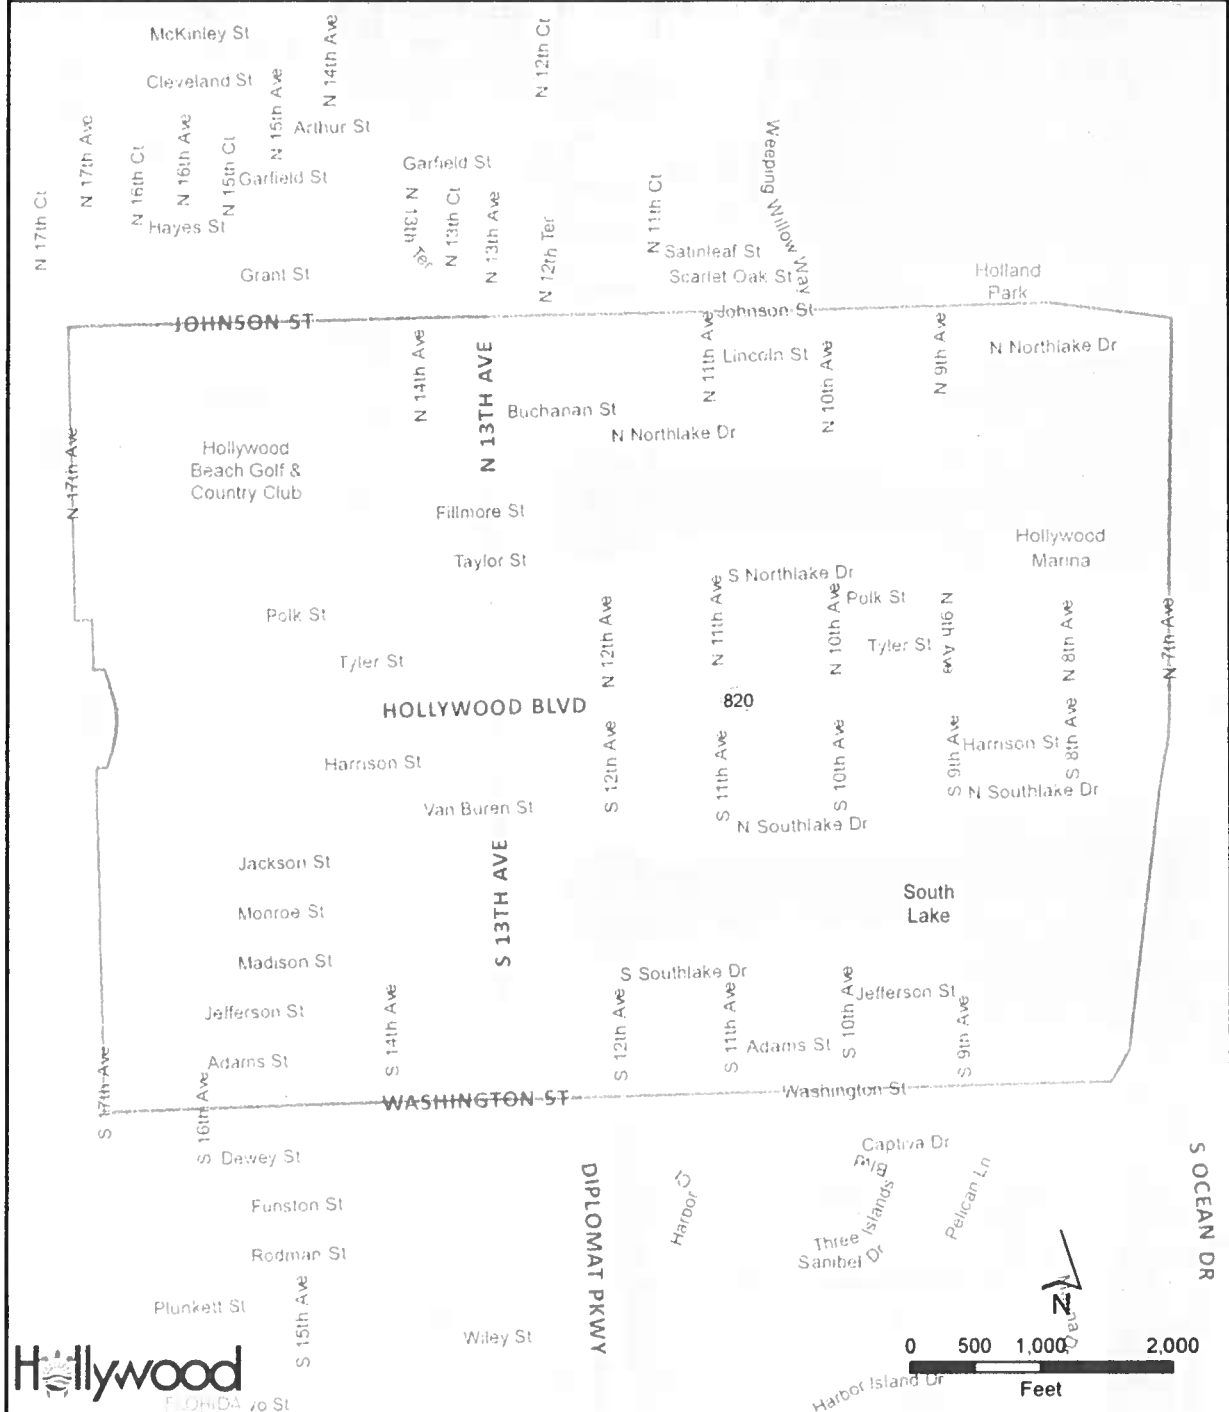 McKinley St
Cleveland St
N 14th Ave
N 12th Ct
N 15th Ave
Arthur St
N 17th Ave
N 16th Ct
N 16th Ave
N 15th Ct
Garfield St
Garfield St
Weeping Willow Way
N 17th Ct
Hayes St
N 13th Ter
N 13th Ct
N 13th Ave
N 12th Ter
N 11th Ct
Satinleaf St
Scarlet Oak St
Grant St
Holland
Park
JOHNSON ST
Johnson St
N 14th Ave
N 13TH AVE
N 11th Ave
Lincoln St
N 10th Ave
N 9th Ave
N Northlake Dr
Buchanan St
N Northlake Dr
N 17th Ave
Hollywood
Beach Golf &
Country Club
Fillmore St
Taylor St
Hollywood
Marina
S Northlake Dr
Polk St
Polk St
N 12th Ave
N 11th Ave
N 10th Ave
Tyler St
N 9th Ave
N 8th Ave
N 7th Ave
Tyler St
HOLLYWOOD BLVD
820
Harrison St
S 12th Ave
S 11th Ave
S 10th Ave
S 9th Ave
Harrison St
S 8th Ave
N Southlake Dr
Van Buren St
N Southlake Dr
Jackson St
S 13TH AVE
Monroe St
South
Lake
Madison St
S Southlake Dr
Jefferson St
Jefferson St
S 14th Ave
S 12th Ave
S 11th Ave
S 10th Ave
S 9th Ave
Adams St
Adams St
S 17th Ave
S 16th Ave
WASHINGTON ST
Washington St
Dewey St
Captiva Dr
Funston St
DIPLOMAT PKWY
Harbor Ct
Three Islands Blvd
Pelican Ln
S OCEAN DR
Rodman St
Sanibel Dr
Plunkett St
S 15th Ave
Wiley St
N
0 500 1,000 2,000
Feet
Hollywood
FLORIDA
Harbor Island Dr